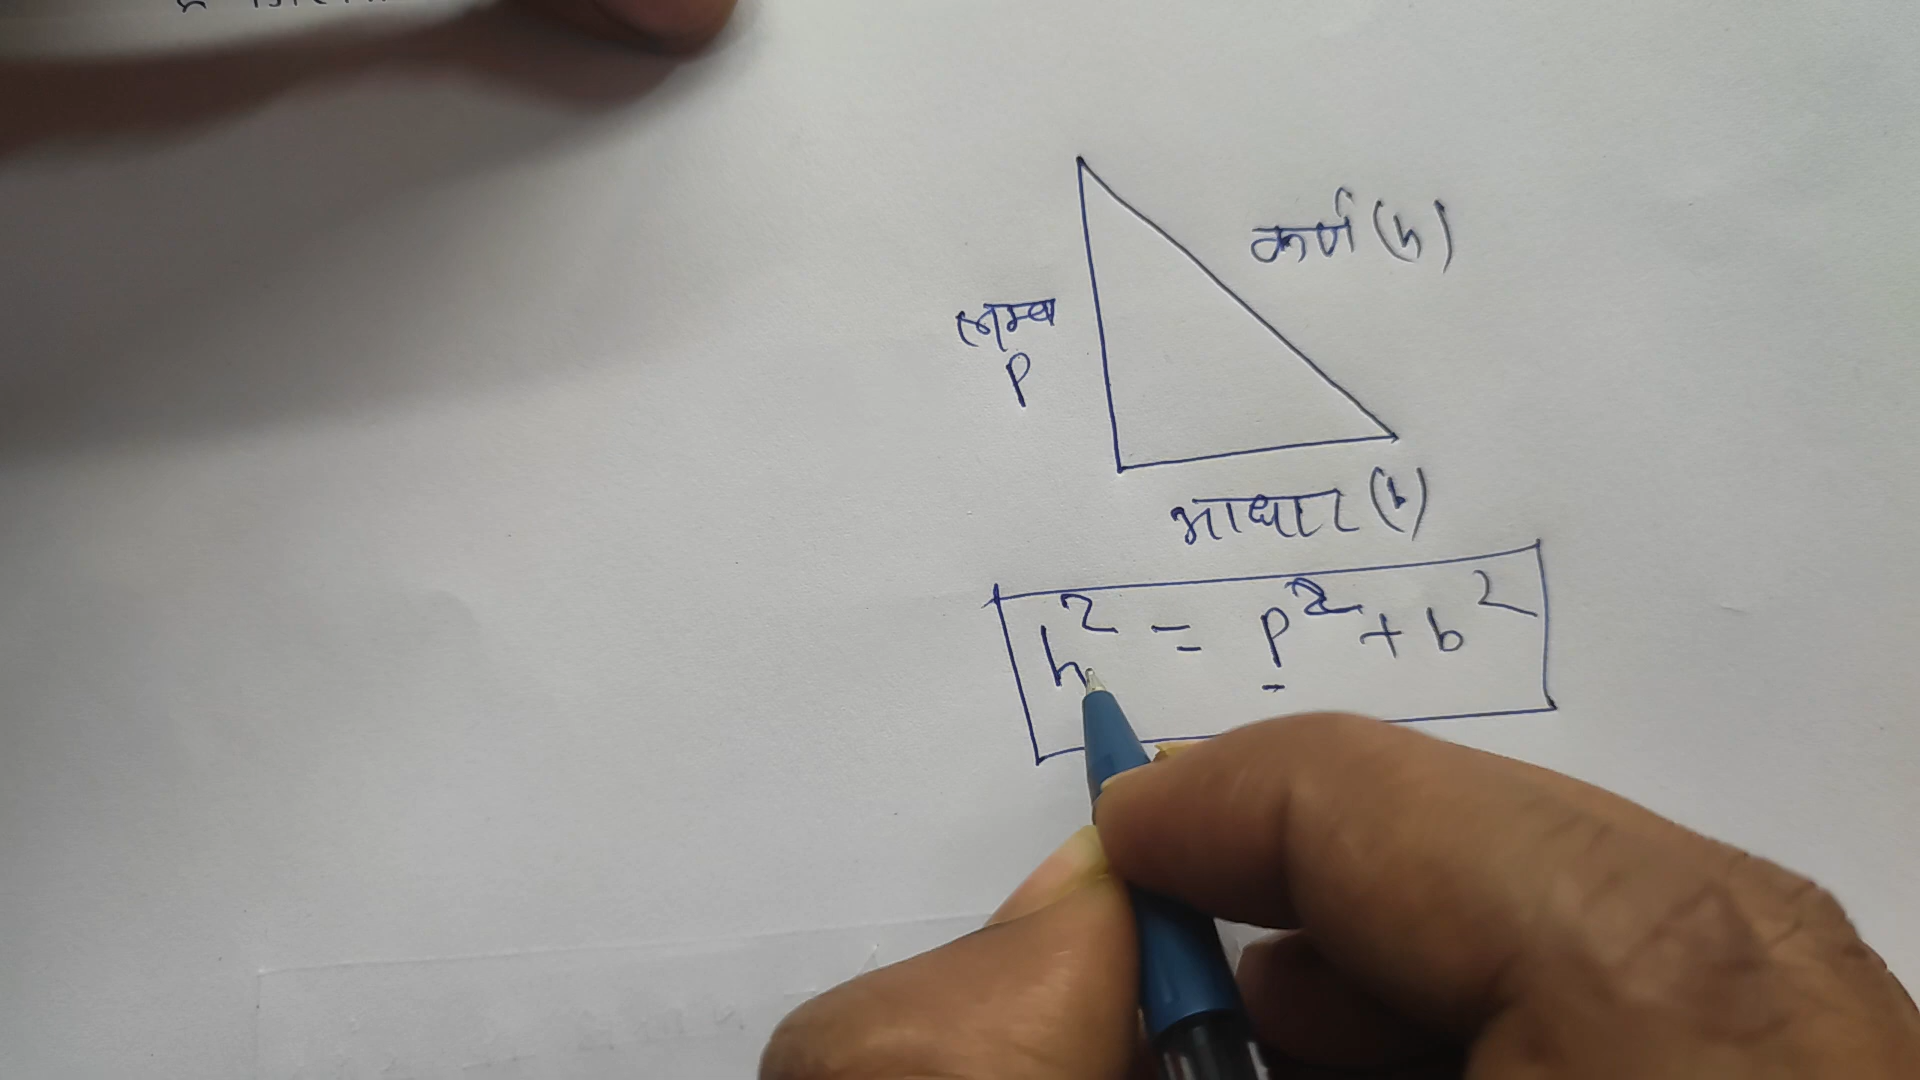 कर्ण (h)
लम्ब
P
आधार (b)
h² = p² + b²